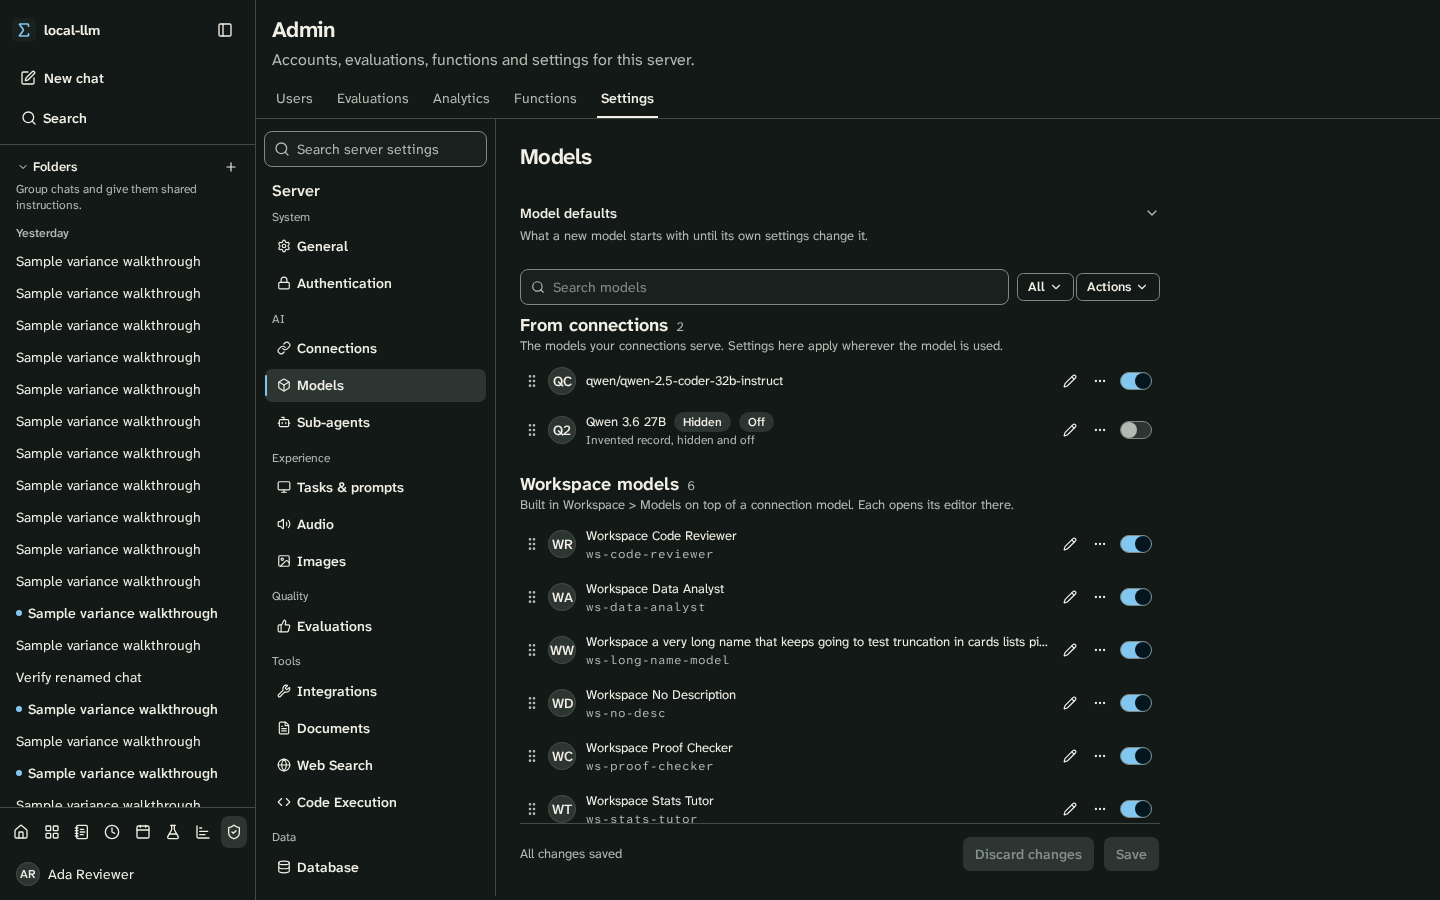 local-llm
New chat
Search
Folders
Group chats and give them shared
instructions.
Yesterday
Sample variance walkthrough
Sample variance walkthrough
Sample variance walkthrough
Sample variance walkthrough
Sample variance walkthrough
Sample variance walkthrough
Sample variance walkthrough
Sample variance walkthrough
Sample variance walkthrough
Sample variance walkthrough
Sample variance walkthrough
Sample variance walkthrough
Sample variance walkthrough
Verify renamed chat
Sample variance walkthrough
Sample variance walkthrough
Sample variance walkthrough
Sample variance walkthrough
AR Ada Reviewer
Admin
Accounts, evaluations, functions and settings for this server.
Users Evaluations Analytics Functions Settings
Search server settings
Server
System
General
Authentication
AI
Connections
Models
Sub-agents
Experience
Tasks & prompts
Audio
Images
Quality
Evaluations
Tools
Integrations
Documents
Web Search
Code Execution
Data
Database
Models
Model defaults
What a new model starts with until its own settings change it.
Search models All Actions
From connections 2
The models your connections serve. Settings here apply wherever the model is used.
QC qwen/qwen-2.5-coder-32b-instruct
Q2 Qwen 3.6 27B Hidden Off
Invented record, hidden and off
Workspace models 6
Built in Workspace > Models on top of a connection model. Each opens its editor there.
WR Workspace Code Reviewer
ws-code-reviewer
WA Workspace Data Analyst
ws-data-analyst
WW Workspace a very long name that keeps going to test truncation in cards lists pi...
ws-long-name-model
WD Workspace No Description
ws-no-desc
WC Workspace Proof Checker
ws-proof-checker
WT Workspace Stats Tutor
ws-stats-tutor
All changes saved Discard changes Save